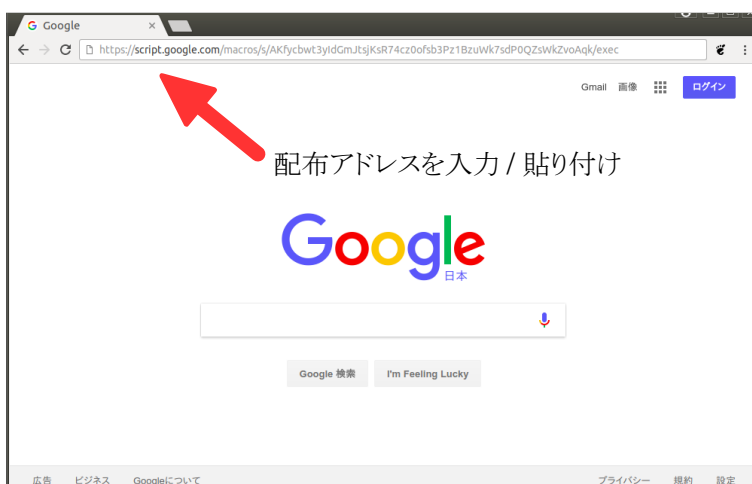 Google
https://script.google.com/macros/s/AKfycbwt3yIdGmJtsjKsR74cz0ofsb3Pz1BzuWk7sdP0QZsWkZvoAqk/exec
Gmail 画像 ログイン
配布アドレスを入力 / 貼り付け
Google
日本
Google 検索 I'm Feeling Lucky
広告 ビジネス Googleについて プライバシー 規約 設定